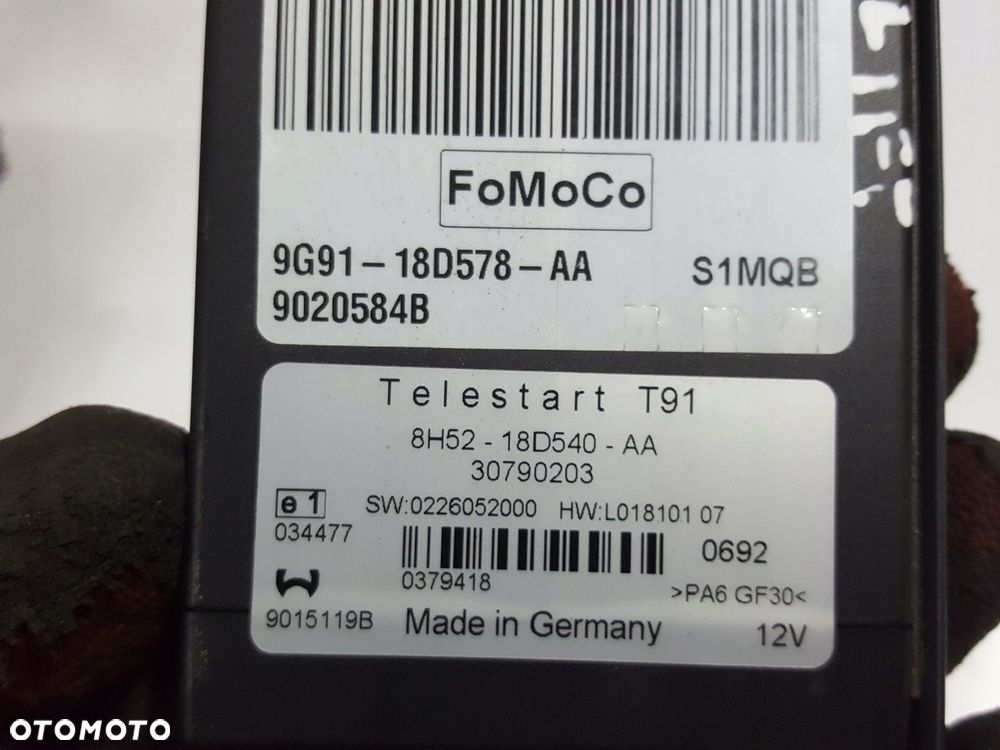 FoMoCo
9G91-18D578-AA S1MQB
9020584B
Telestart T91
8H52-18D540-AA
30790203
e1 SW:0226052000 HW:L018101 07
034477
0692
0379418
>PA6 GF30<
9015119B Made in Germany 12V
OTOMOTO